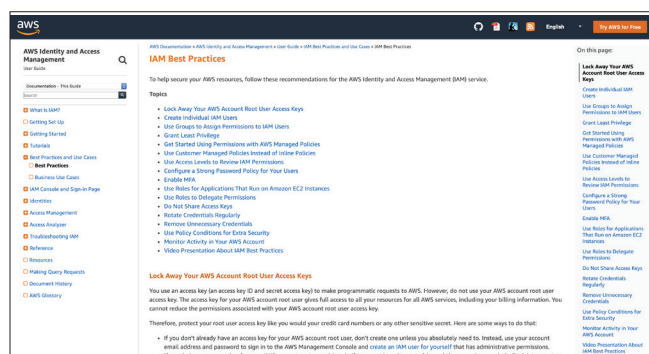 aws
English
Try AWS for Free
AWS Identity and Access
Management
User Guide
Documentation - This Guide
Search
What Is IAM?
Getting Set Up
Getting Started
Tutorials
Best Practices and Use Cases
Best Practices
Business Use Cases
IAM Console and Sign-in Page
Identities
Access Management
Access Analyzer
Troubleshooting IAM
Reference
Resources
Making Query Requests
Document History
AWS Glossary
AWS Documentation » AWS Identity and Access Management » User Guide » IAM Best Practices and Use Cases » IAM Best Practices
IAM Best Practices
To help secure your AWS resources, follow these recommendations for the AWS Identity and Access Management (IAM) service.
Topics
• Lock Away Your AWS Account Root User Access Keys
• Create Individual IAM Users
• Use Groups to Assign Permissions to IAM Users
• Grant Least Privilege
• Get Started Using Permissions with AWS Managed Policies
• Use Customer Managed Policies Instead of Inline Policies
• Use Access Levels to Review IAM Permissions
• Configure a Strong Password Policy for Your Users
• Enable MFA
• Use Roles for Applications That Run on Amazon EC2 Instances
• Use Roles to Delegate Permissions
• Do Not Share Access Keys
• Rotate Credentials Regularly
• Remove Unnecessary Credentials
• Use Policy Conditions for Extra Security
• Monitor Activity in Your AWS Account
• Video Presentation About IAM Best Practices
Lock Away Your AWS Account Root User Access Keys
You use an access key (an access key ID and secret access key) to make programmatic requests to AWS. However, do not use your AWS account root user
access key. The access key for your AWS account root user gives full access to all your resources for all AWS services, including your billing information. You
cannot reduce the permissions associated with your AWS account root user access key.
Therefore, protect your root user access key like you would your credit card numbers or any other sensitive secret. Here are some ways to do that:
• If you don't already have an access key for your AWS account root user, don't create one unless you absolutely need to. Instead, use your account
email address and password to sign in to the AWS Management Console and create an IAM user for yourself that has administrative permissions.
On this page:
Lock Away Your AWS
Account Root User Access
Keys
Create Individual IAM
Users
Use Groups to Assign
Permissions to IAM Users
Grant Least Privilege
Get Started Using
Permissions with AWS
Managed Policies
Use Customer Managed
Policies Instead of Inline
Policies
Use Access Levels to
Review IAM Permissions
Configure a Strong
Password Policy for Your
Users
Enable MFA
Use Roles for Applications
That Run on Amazon EC2
Instances
Use Roles to Delegate
Permissions
Do Not Share Access Keys
Rotate Credentials
Regularly
Remove Unnecessary
Credentials
Use Policy Conditions for
Extra Security
Monitor Activity in Your
AWS Account
Video Presentation About
IAM Best Practices